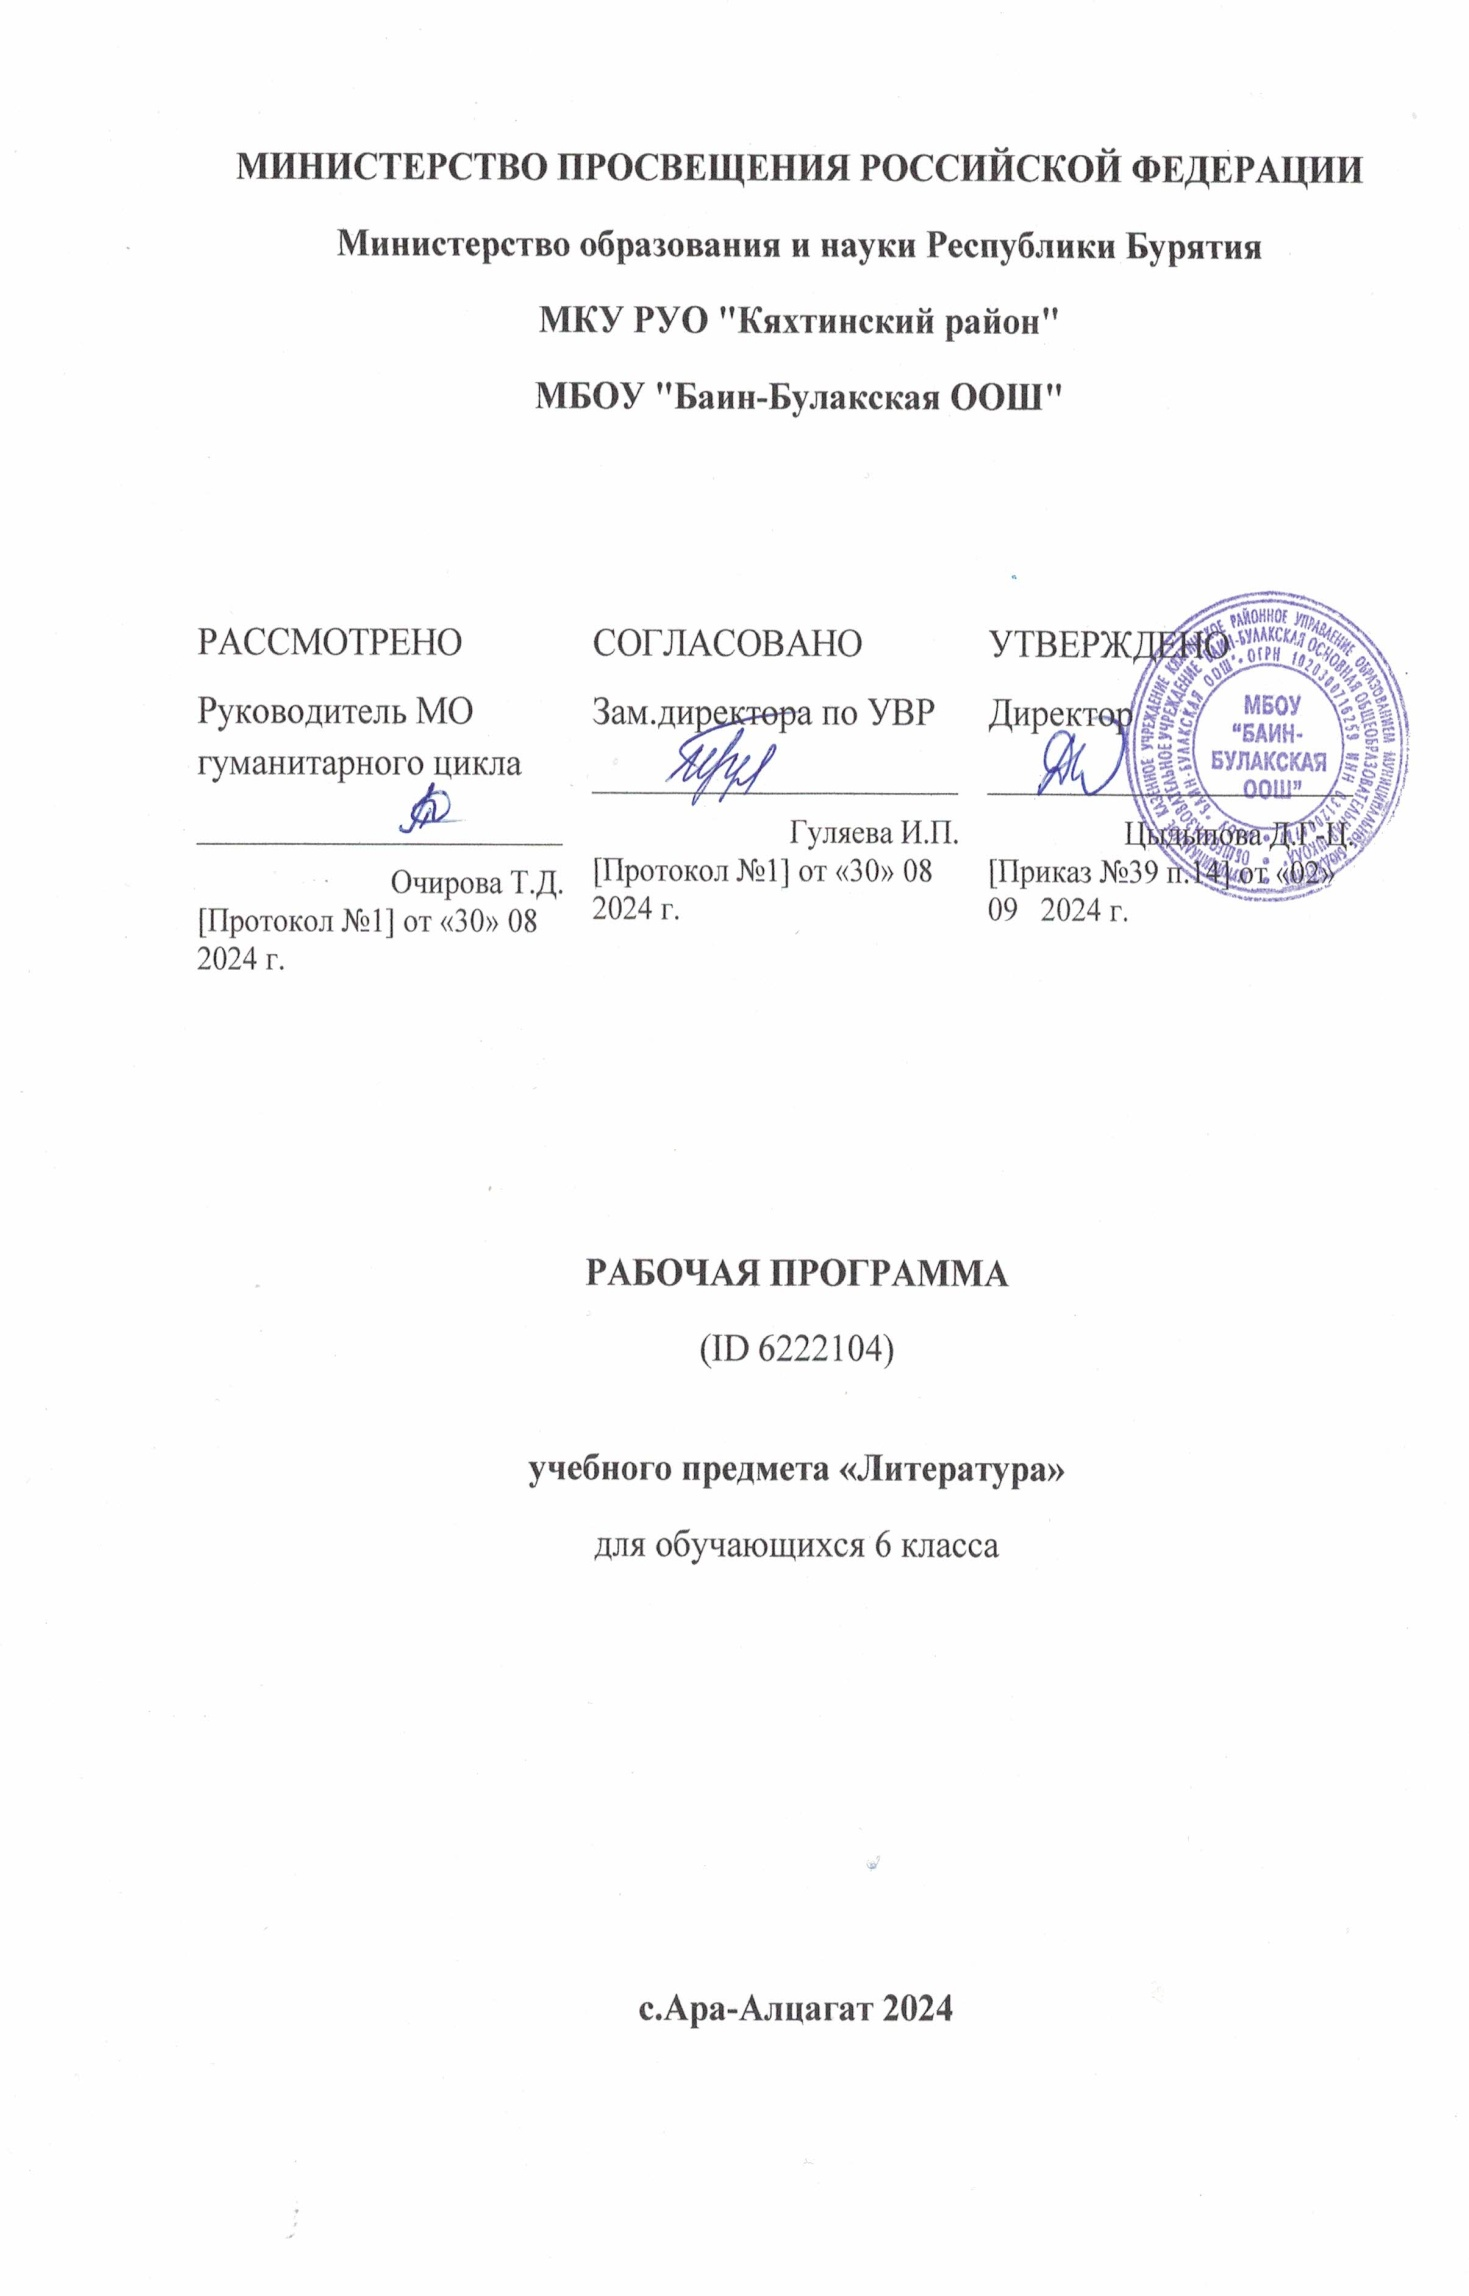 МИНИСТЕРСТВО ПРОСВЕЩЕНИЯ РОССИЙСКОЙ ФЕДЕРАЦИИ
Министерство образования и науки Республики Бурятия
МКУ РУО "Кяхтинский район"
МБОУ "Баин-Булакская ООШ"
РАССМОТРЕНО
Руководитель МО
гуманитарного цикла
Очирова Т.Д.
[Протокол №1] от «30» 08
2024 г.
СОГЛАСОВАНО
Зам.директора по УВР
Гуляева И.П.
[Протокол №1] от «30» 08
2024 г.
УТВЕРЖДЕНО
Директор
Цыдыпова Д.Г-Ц.
[Приказ №39 п.14] от «02»
09 2024 г.
МБОУ
“БАИН-
БУЛАКСКАЯ
ООШ”
РАБОЧАЯ ПРОГРАММА
(ID 6222104)
учебного предмета «Литература»
для обучающихся 6 класса
с.Ара-Алцагат 2024